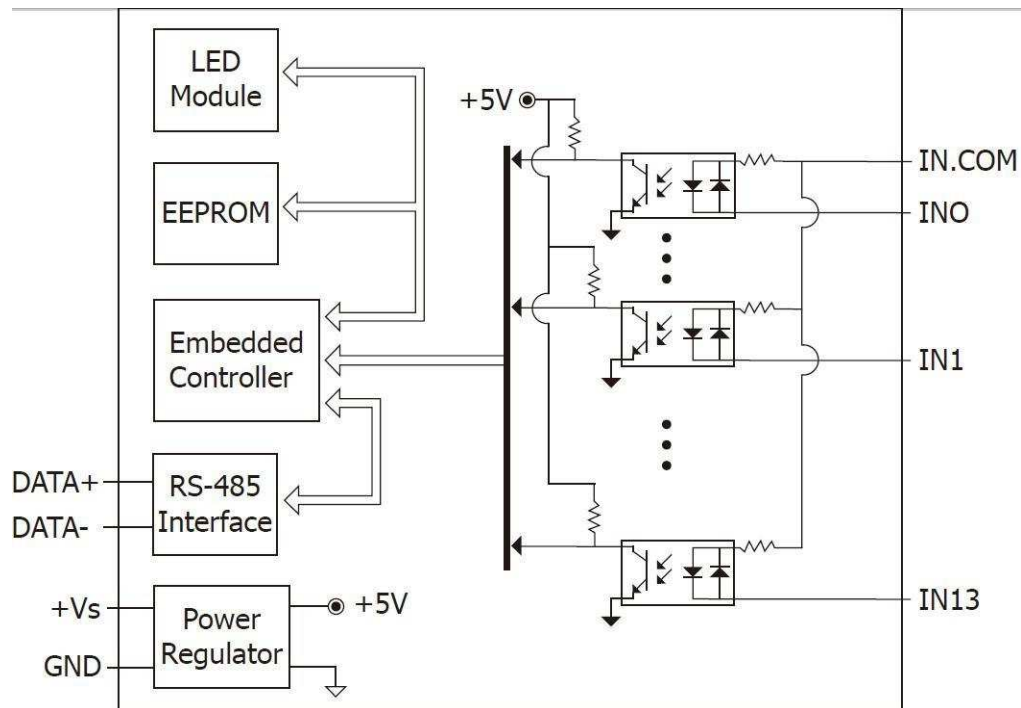 LED
Module
EEPROM
Embedded
Controller
RS-485
Interface
Power
Regulator
DATA+
DATA-
+Vs
GND
+5V
+5V
IN.COM
INO
IN1
IN13